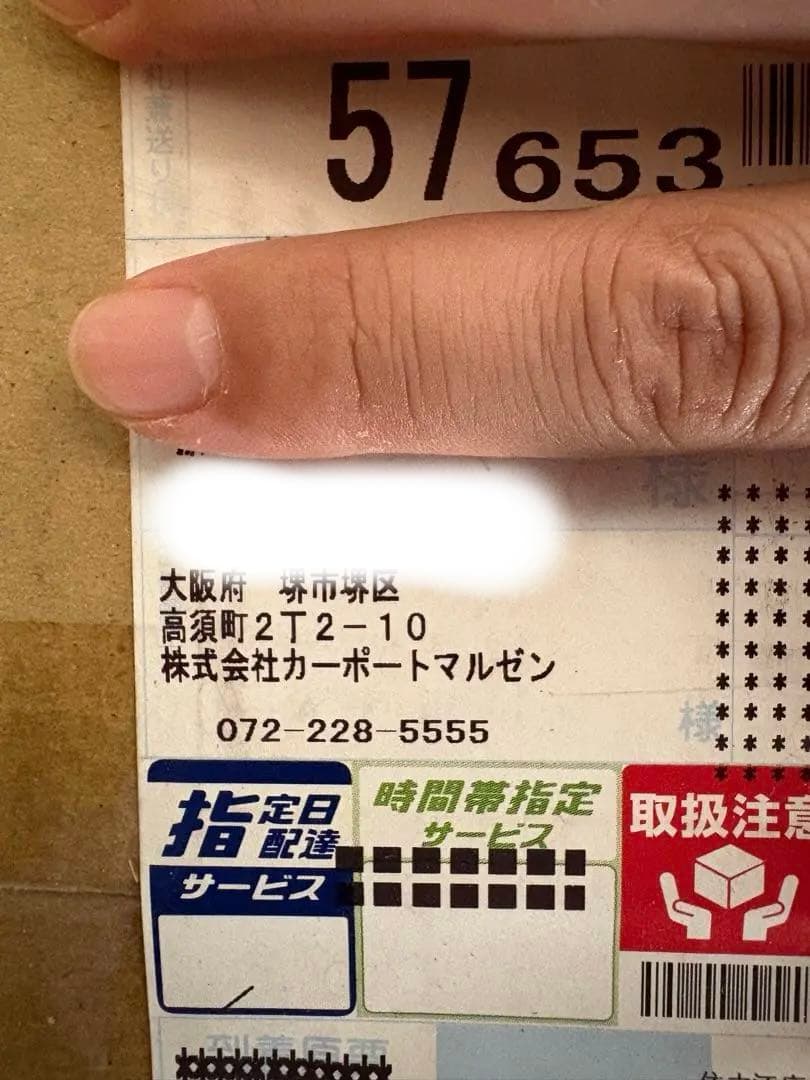 57 653
様
大阪府 堺市堺区
高須町2丁2-10
株式会社カーポートマルゼン
072-228-5555
様
指定日配達サービス
時間帯指定サービス
取扱注意